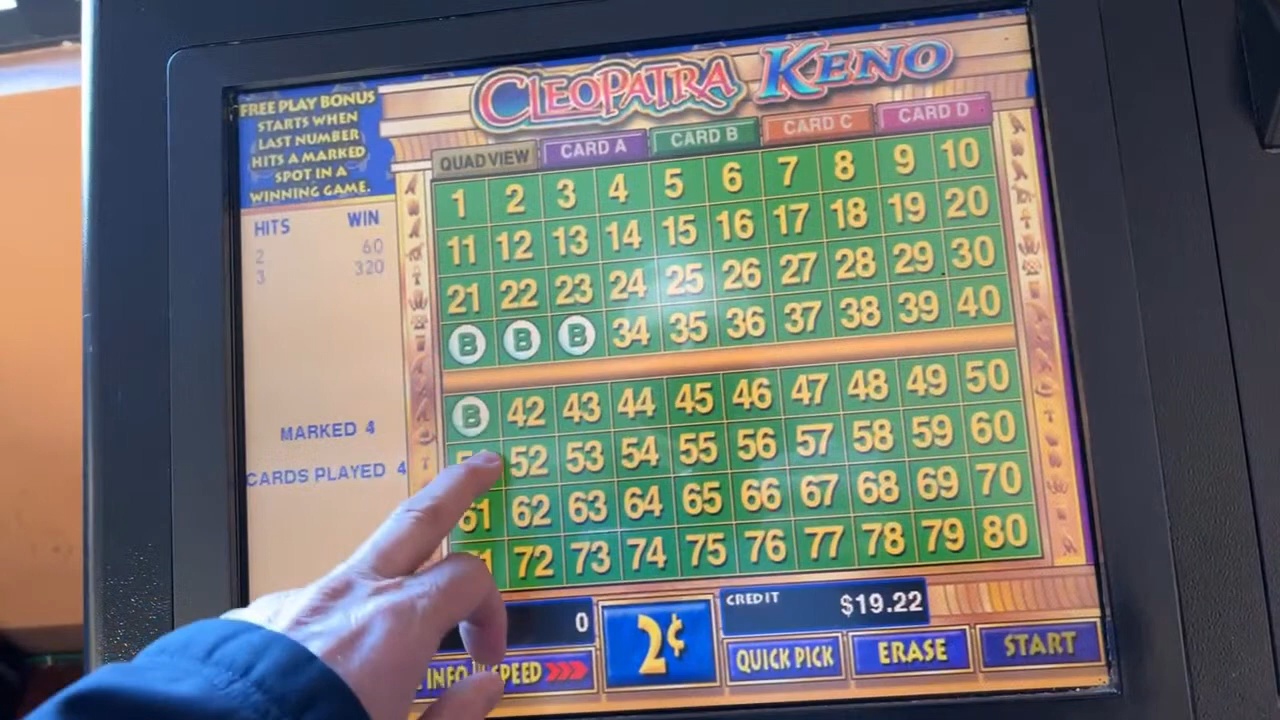 CLEOPATRA KENO
FREE PLAY BONUS
STARTS WHEN
LAST NUMBER
HITS A MARKED
SPOT IN A
WINNING GAME.
QUAD VIEW CARD A CARD B CARD C CARD D
HITS WIN
2 60
3 320
1 2 3 4 5 6 7 8 9 10
11 12 13 14 15 16 17 18 19 20
21 22 23 24 25 26 27 28 29 30
B B B 34 35 36 37 38 39 40
B 42 43 44 45 46 47 48 49 50
52 53 54 55 56 57 58 59 60
61 62 63 64 65 66 67 68 69 70
72 73 74 75 76 77 78 79 80
MARKED 4
CARDS PLAYED 4
0
2¢
CREDIT $19.22
INFO SPEED
QUICK PICK ERASE START